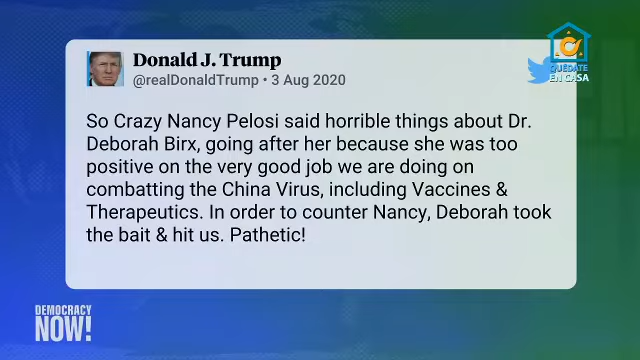 Donald J. Trump
@realDonaldTrump • 3 Aug 2020
QUÉDATE
EN CASA
So Crazy Nancy Pelosi said horrible things about Dr.
Deborah Birx, going after her because she was too
positive on the very good job we are doing on
combatting the China Virus, including Vaccines &
Therapeutics. In order to counter Nancy, Deborah took
the bait & hit us. Pathetic!
DEMOCRACY
NOW!